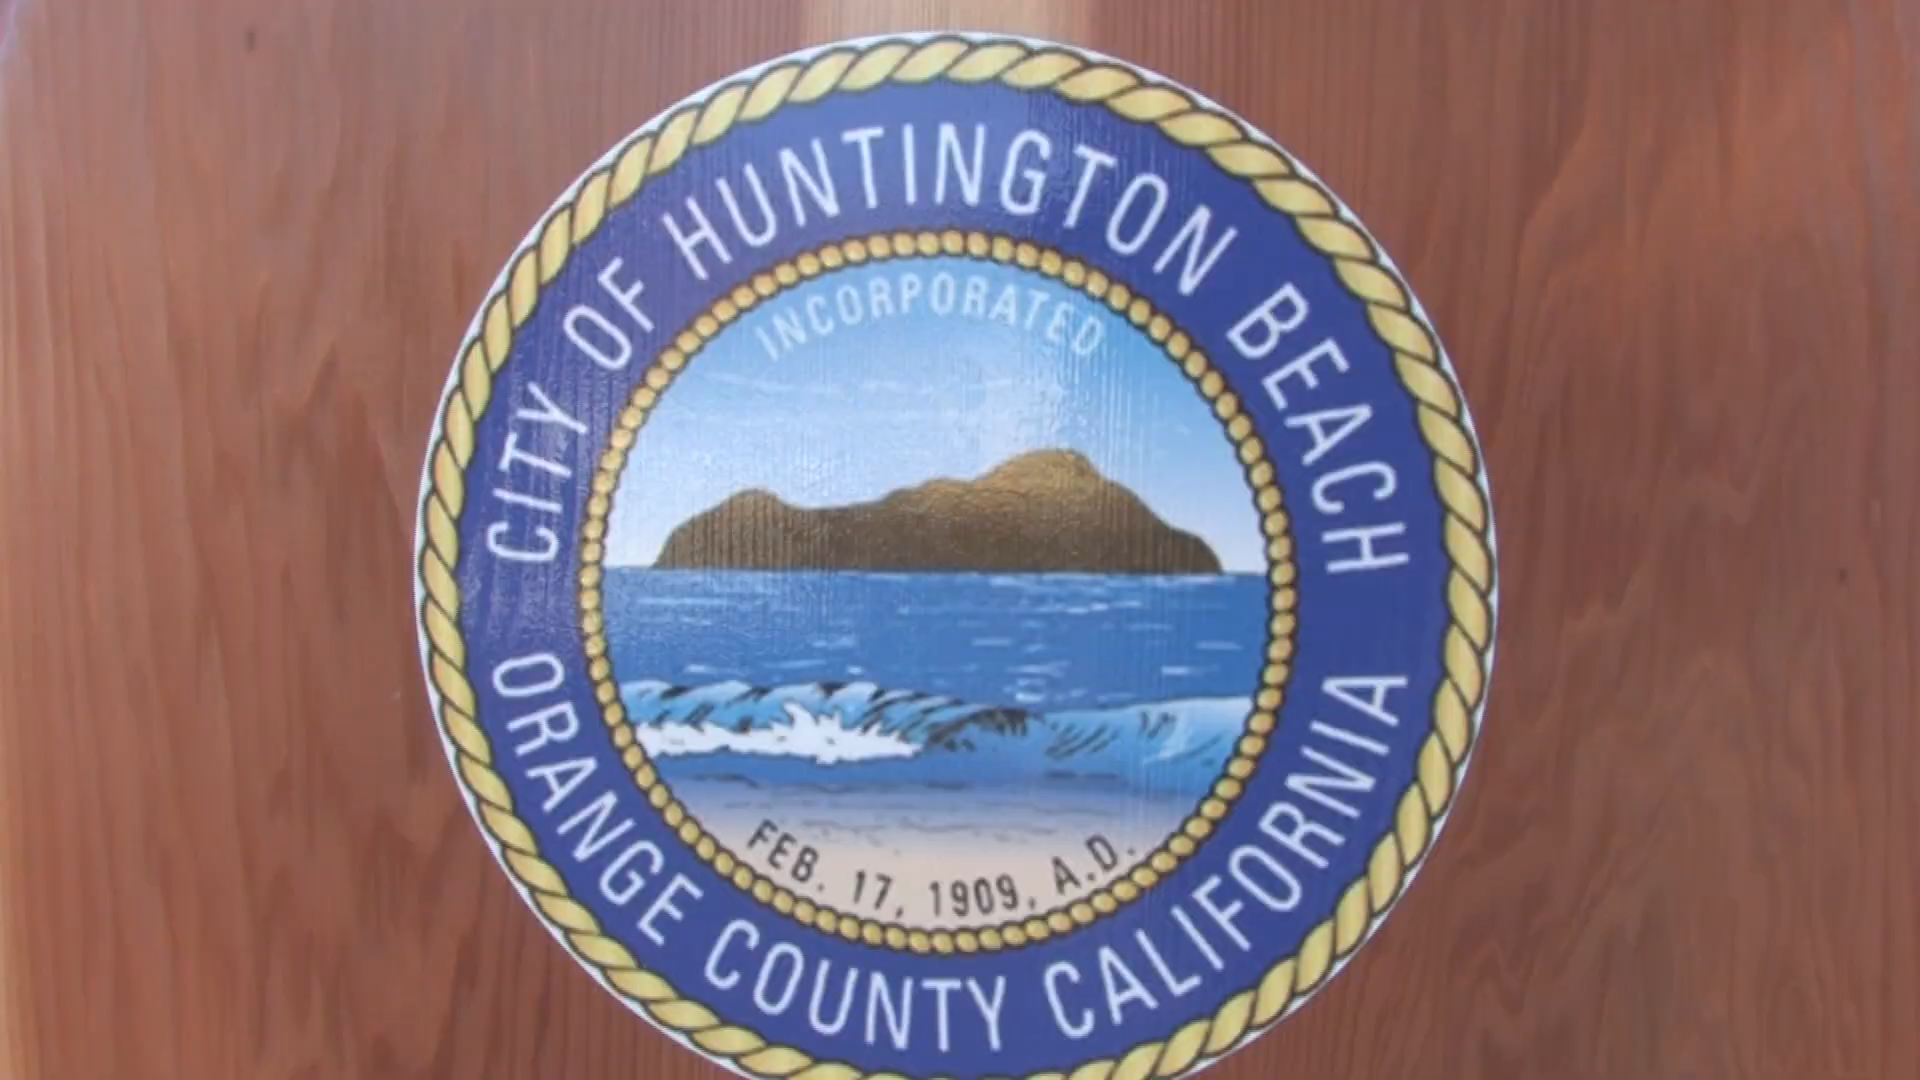 CITY OF HUNTINGTON BEACH
INCORPORATED
FEB. 17, 1909, A.D.
ORANGE COUNTY CALIFORNIA